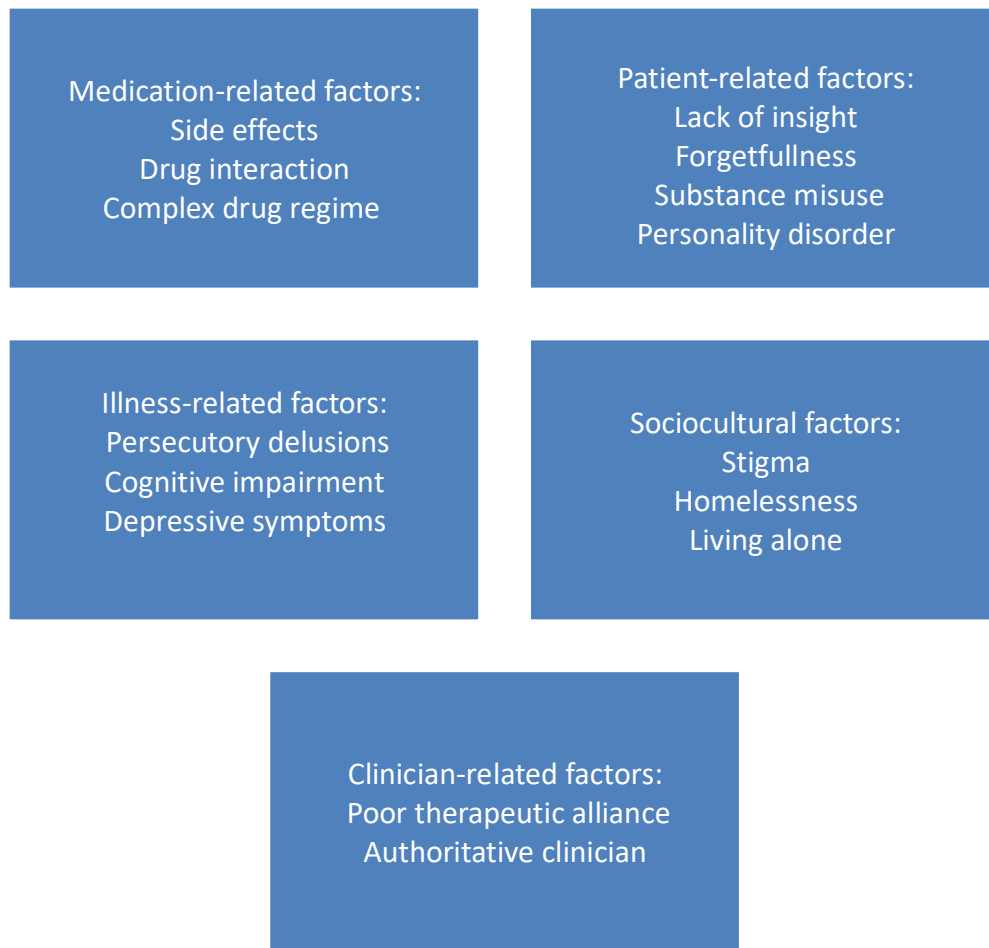 Medication-related factors:
Side effects
Drug interaction
Complex drug regime
Patient-related factors:
Lack of insight
Forgetfullness
Substance misuse
Personality disorder
Illness-related factors:
Persecutory delusions
Cognitive impairment
Depressive symptoms
Sociocultural factors:
Stigma
Homelessness
Living alone
Clinician-related factors:
Poor therapeutic alliance
Authoritative clinician